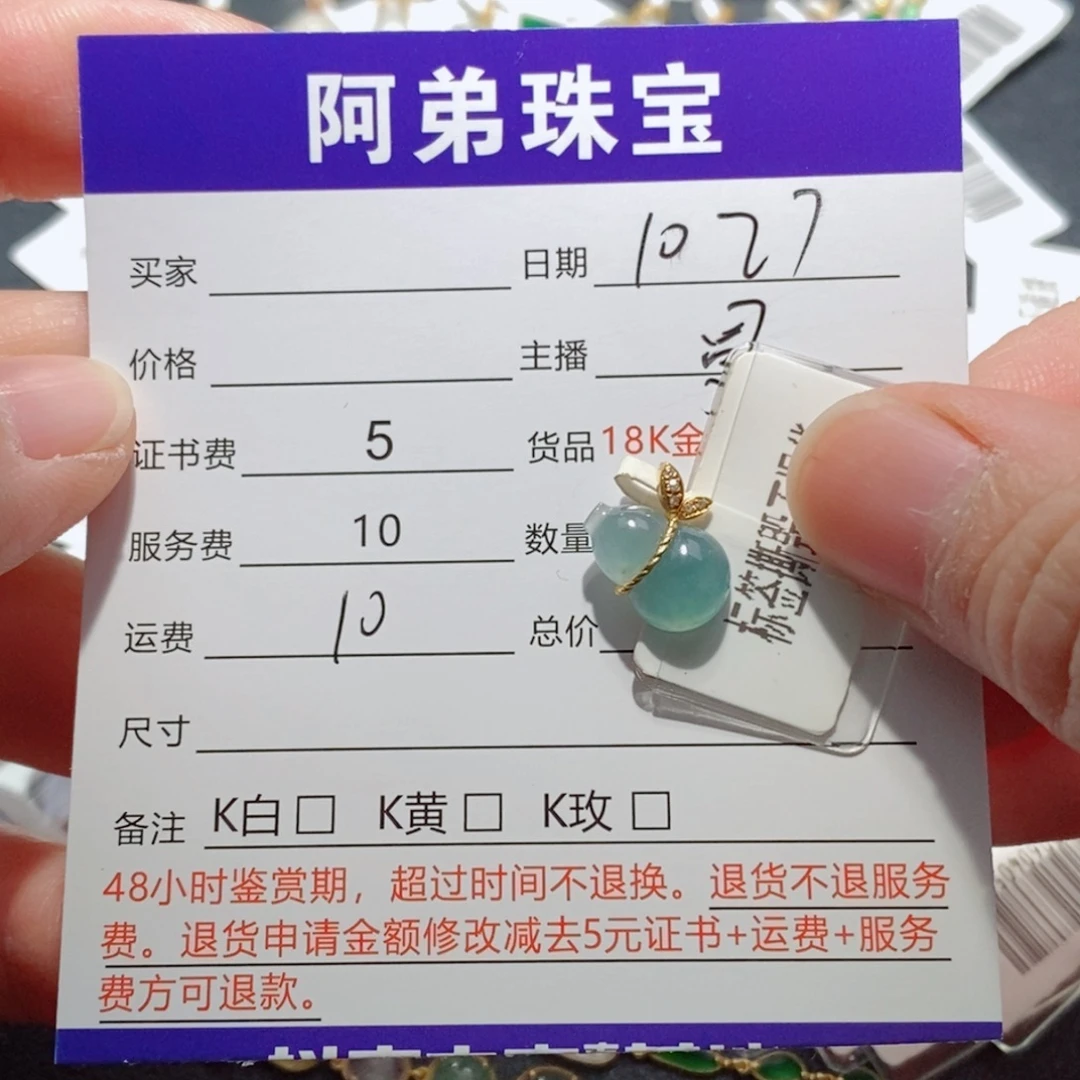 阿弟珠宝
买家 日期 10 27
价格 主播
证书费 5 货品 18K金
服务费 10 数量
运费 10 总价
尺寸
备注 K白□ K黄□ K玫□
48小时鉴赏期，超过时间不退换。退货不退服务
费。退货申请金额修改减去5元证书+运费+服务
费方可退款。